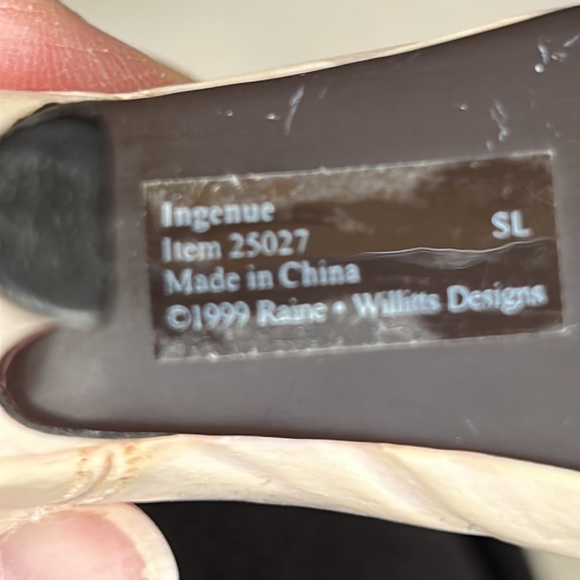 Ingenue
Item 25027
SL
Made in China
©1999 Raine • Willitts Designs